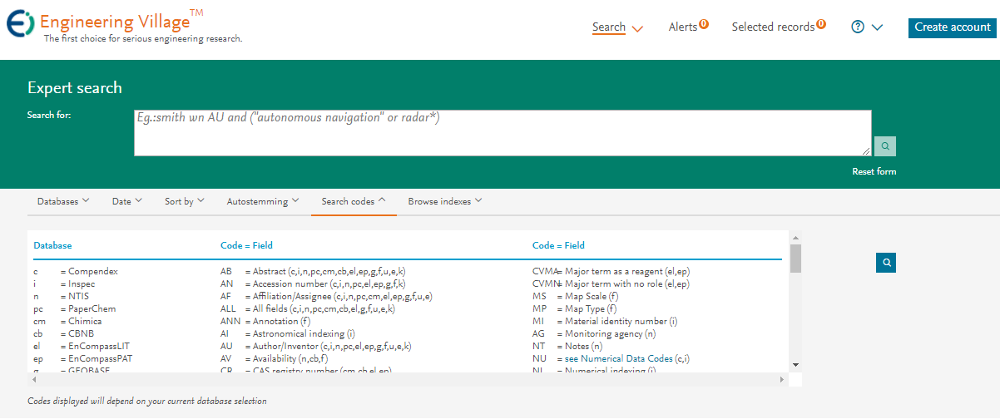 Engineering Village™
The first choice for serious engineering research.
Search Alerts 0 Selected records 0 ? Create account
Expert search
Search for:
Eg.:smith wn AU and ("autonomous navigation" or radar*)
Reset form
Databases Date Sort by Autostemming Search codes Browse indexes
Database Code = Field Code = Field
c = Compendex AB = Abstract (c,i,n,pc,cm,cb,el,ep,g,f,u,e,k) CVMA= Major term as a reagent (el,ep)
i = Inspec AN = Accession number (c,i,n,pc,cm,cb,el,ep,g,f,k) CVMN= Major term with no role (el,ep)
n = NTIS AF = Affiliation/Assignee (c,i,n,pc,cm,el,ep,g,f,u,e) MS = Map Scale (f)
pc = PaperChem ALL = All fields (c,i,n,pc,cm,cb,el,g,f,u,e,k) MP = Map Type (f)
cm = Chimica ANN = Annotation (f) MI = Material identity number (i)
cb = CBNB AI = Astronomical indexing (i) AG = Monitoring agency (n)
el = EnCompassLIT AU = Author/Inventor (c,i,n,pc,el,ep,g,f,u,e,k) NT = Notes (n)
ep = EnCompassPAT AV = Availability (n,cb,f) NU = see Numerical Data Codes (c,i)
g = GEOBASE CR = CAS registry number (cm,cb,el,ep) NI = Numerical indexing (i)
Codes displayed will depend on your current database selection